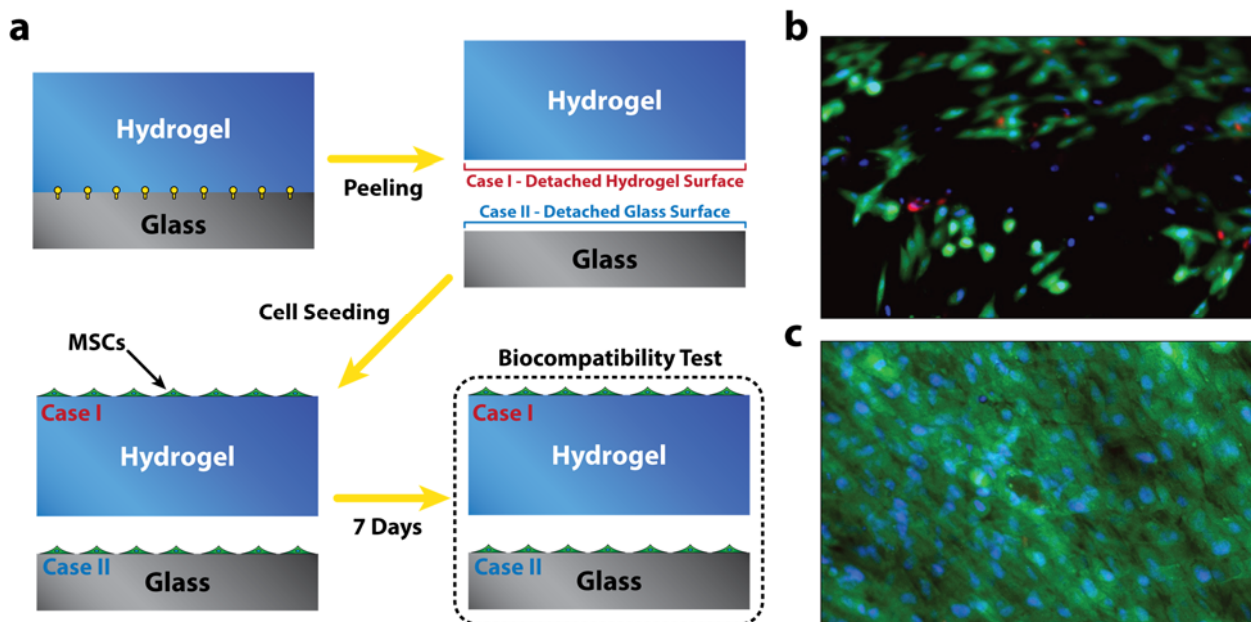 a
Hydrogel
Glass
Peeling
Hydrogel
Case I - Detached Hydrogel Surface
Case II - Detached Glass Surface
Glass
Cell Seeding
MSCs
Case I
Hydrogel
Case II
Glass
7 Days
Biocompatibility Test
Case I
Hydrogel
Case II
Glass
b
c